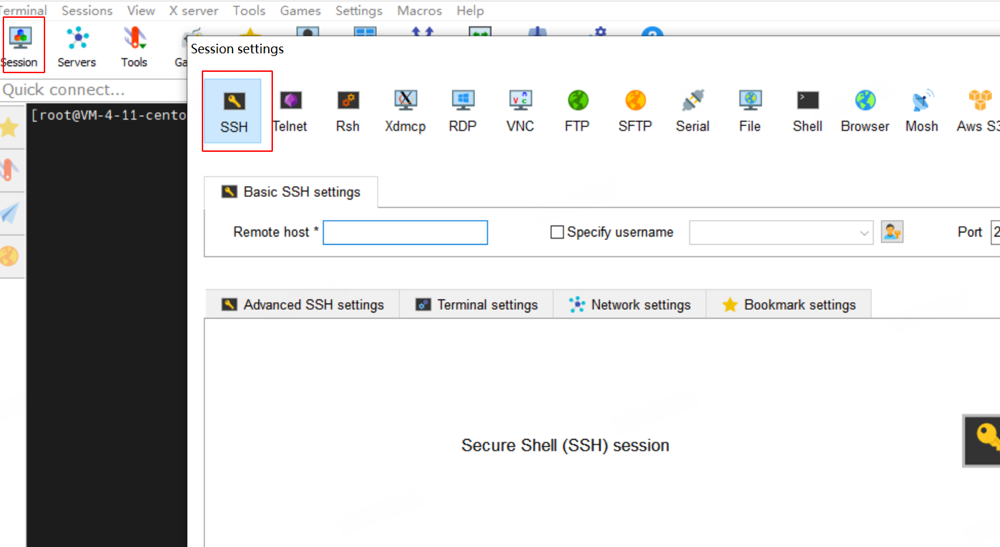 Terminal Sessions View X server Tools Games Settings Macros Help
Session Servers Tools
Session settings
Quick connect...
[root@VM-4-11-cento
SSH Telnet Rsh Xdmcp RDP VNC FTP SFTP Serial File Shell Browser Mosh Aws S3
Basic SSH settings
Remote host * Specify username Port 2
Advanced SSH settings Terminal settings Network settings Bookmark settings
Secure Shell (SSH) session